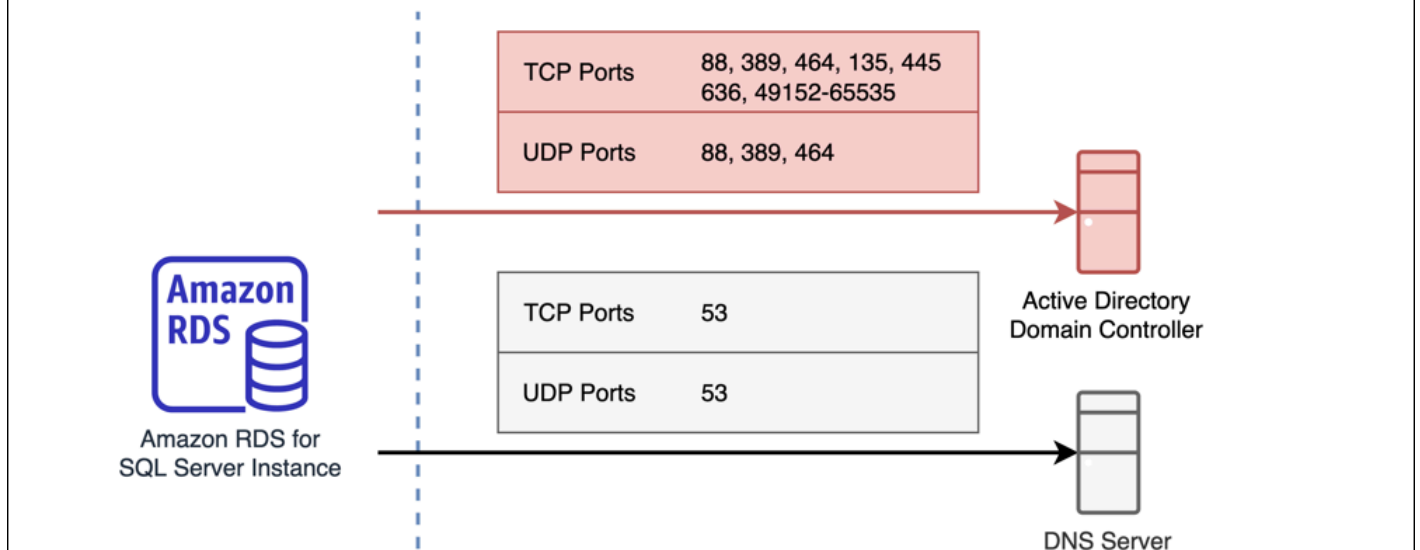 TCP Ports 88, 389, 464, 135, 445
636, 49152-65535
UDP Ports 88, 389, 464
Amazon
RDS
Amazon RDS for
SQL Server Instance
Active Directory
Domain Controller
TCP Ports 53
UDP Ports 53
DNS Server